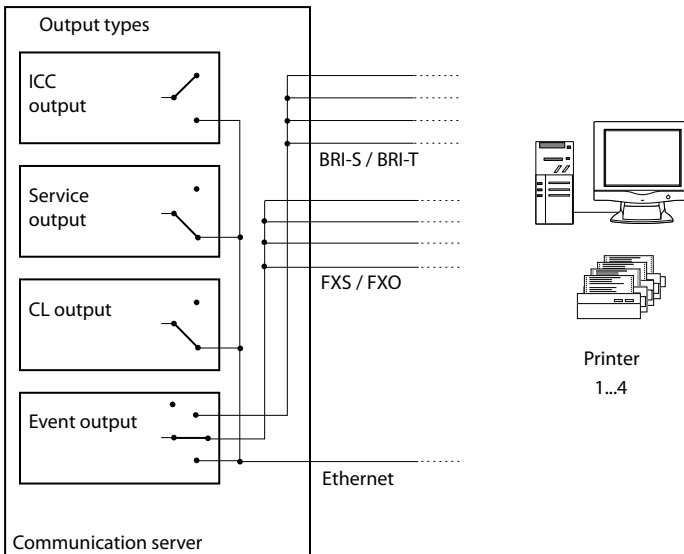 Output types
ICC
output
BRI-S / BRI-T
Service
output
FXS / FXO
CL output
Printer
1...4
Event output
Ethernet
Communication server